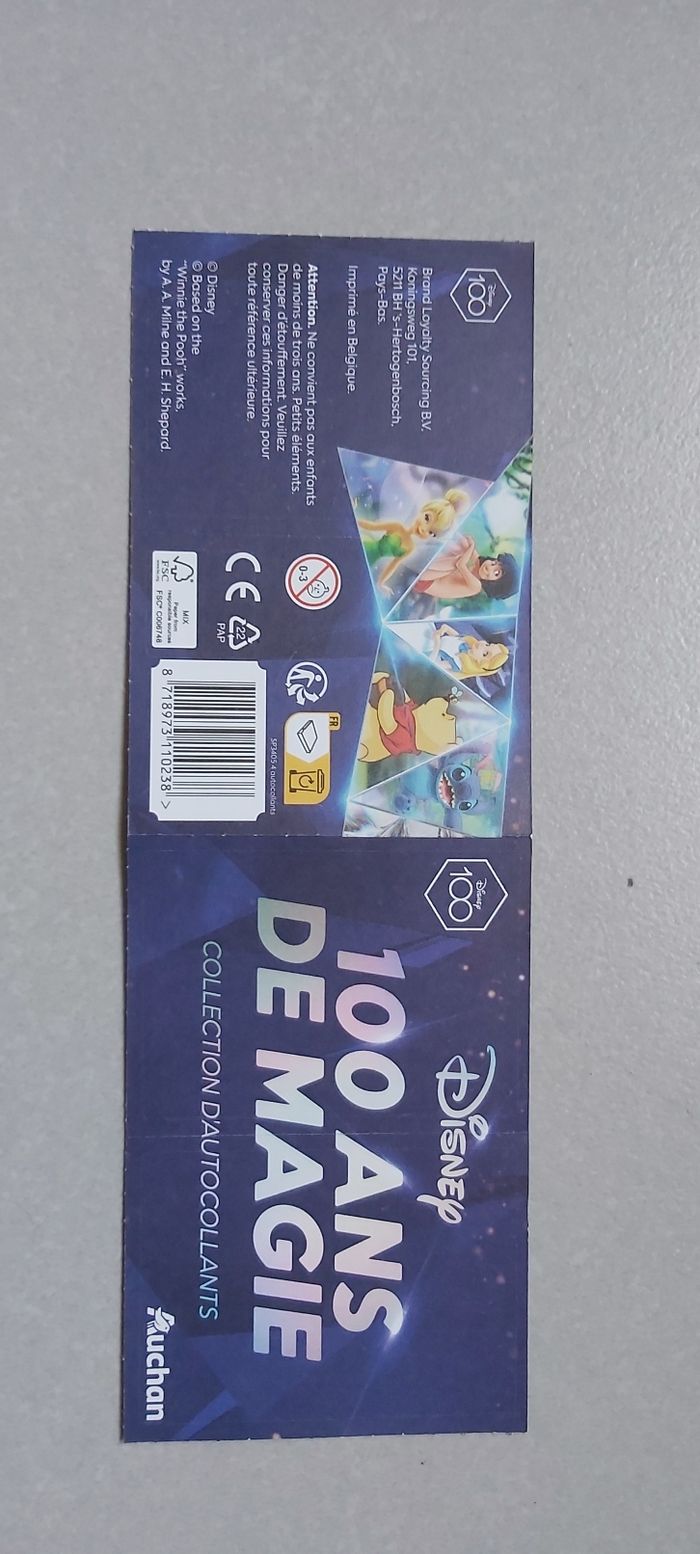 Disney
100
Brand Loyalty Sourcing B.V.
Koningsweg 101,
5211 BH 's-Hertogenbosch,
Pays-Bas.
Imprimé en Belgique.
Attention. Ne convient pas aux enfants
de moins de trois ans. Petits éléments.
Danger d'étouffement. Veuillez
conserver ces informations pour
toute référence ultérieure.
© Disney
© Based on the
"Winnie the Pooh" works,
by A. A. Milne and E. H. Shepard.
0-3
CE
22
PAP
FR
SP3405 4 autocollants
FSC
MIX
Paper from
responsible sources
FSC® C006748
8 718973 110238 >
Disney
100
Disney
100 ANS
DE MAGIE
COLLECTION D'AUTOCOLLANTS
Auchan